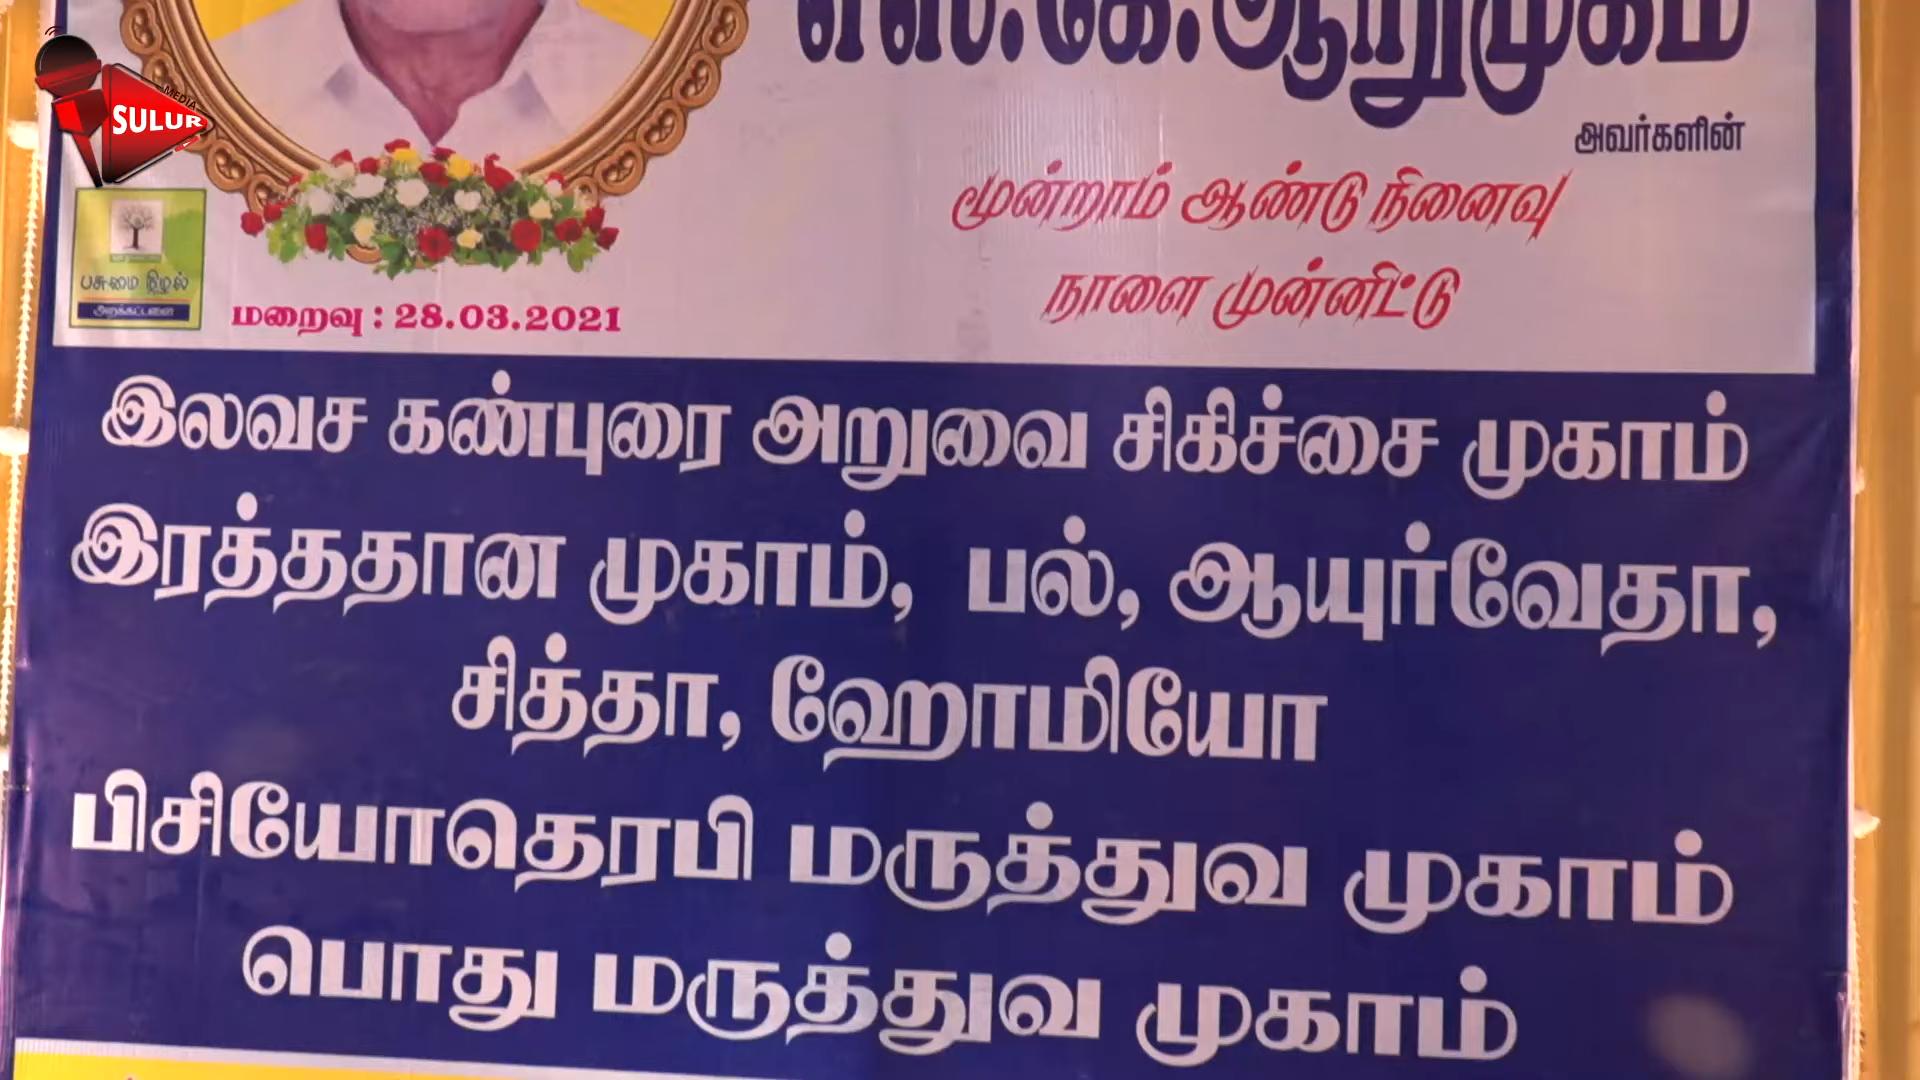 எஸ்.கே.ஆறுமுகம்
அவர்களின்
மூன்றாம் ஆண்டு நினைவு
நாளை முன்னிட்டு
MEDIA
SULUR
பசுமை நிழல்
அறக்கட்டளை
மறைவு : 28.03.2021
இலவச கண்புரை அறுவை சிகிச்சை முகாம்
இரத்ததான முகாம், பல், ஆயுர்வேதா,
சித்தா, ஹோமியோ
பிசியோதெரபி மருத்துவ முகாம்
பொது மருத்துவ முகாம்